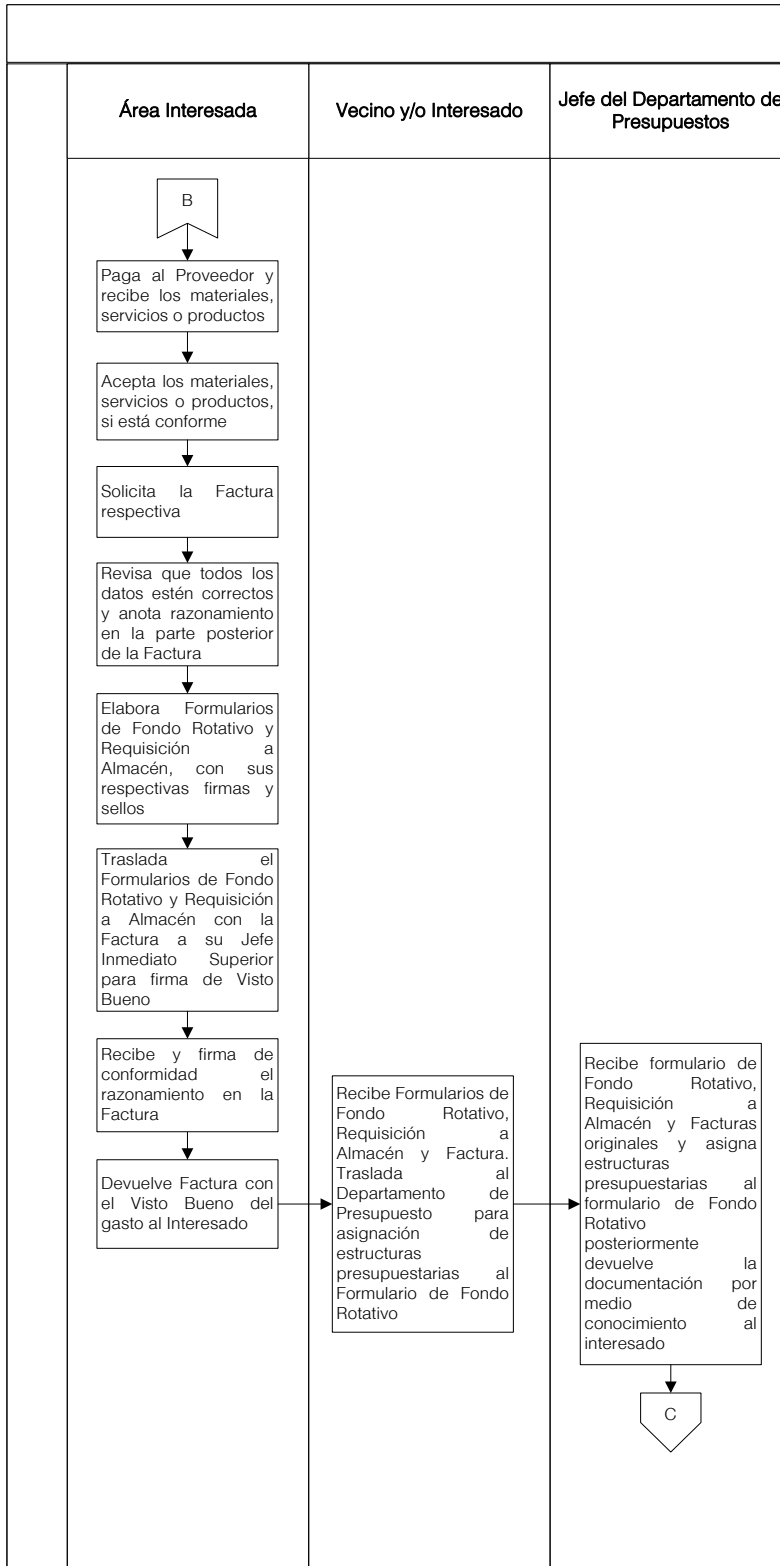 Área Interesada
Vecino y/o Interesado
Jefe del Departamento de
Presupuestos
B
Paga al Proveedor y
recibe los materiales,
servicios o productos
Acepta los materiales,
servicios o productos,
si está conforme
Solicita la Factura
respectiva
Revisa que todos los
datos estén correctos
y anota razonamiento
en la parte posterior
de la Factura
Elabora Formularios
de Fondo Rotativo y
Requisición a
Almacén, con sus
respectivas firmas y
sellos
Traslada el
Formularios de Fondo
Rotativo y Requisición
a Almacén con la
Factura a su Jefe
Inmediato Superior
para firma de Visto
Bueno
Recibe y firma de
conformidad el
razonamiento en la
Factura
Devuelve Factura con
el Visto Bueno del
gasto al Interesado
Recibe Formularios de
Fondo Rotativo,
Requisición a
Almacén y Factura.
Traslada al
Departamento de
Presupuesto para
asignación de
estructuras
presupuestarias al
Formulario de Fondo
Rotativo
Recibe formulario de
Fondo Rotativo,
Requisición a
Almacén y Facturas
originales y asigna
estructuras
presupuestarias al
formulario de Fondo
Rotativo
posteriormente
devuelve la
documentación por
medio de
conocimiento al
interesado
C